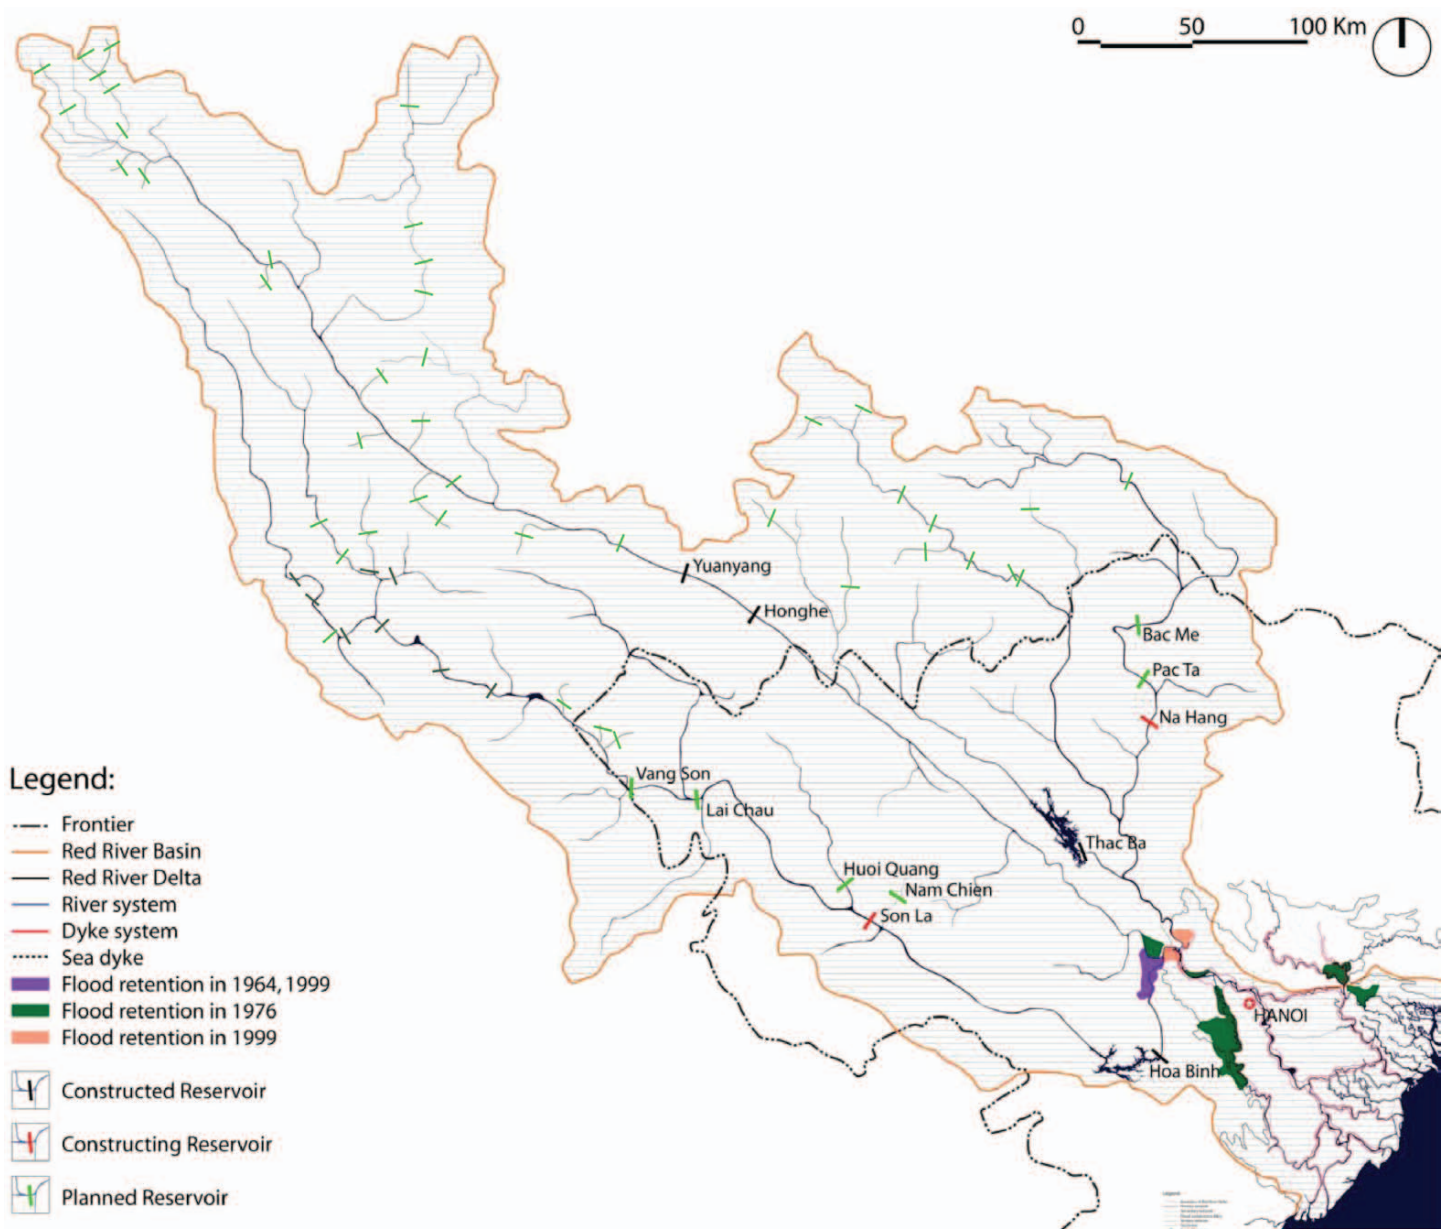 0 50 100 Km
Yuanyang
Honghe
Bac Me
Pac Ta
Na Hang
Vang Son
Lai Chau
Thac Ba
Huoi Quang
Nam Chien
Son La
HANOI
Hoa Binh
Legend:
Frontier
Red River Basin
Red River Delta
River system
Dyke system
Sea dyke
Flood retention in 1964, 1999
Flood retention in 1976
Flood retention in 1999
Constructed Reservoir
Constructing Reservoir
Planned Reservoir
Legend